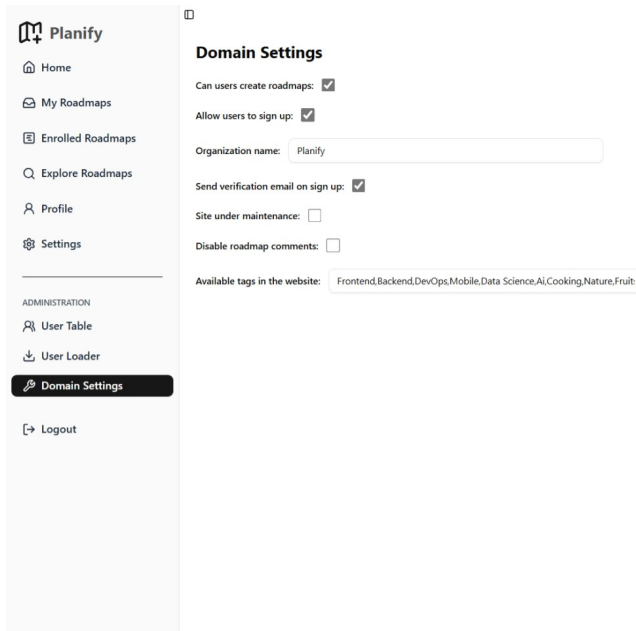 Planify
Home
My Roadmaps
Enrolled Roadmaps
Explore Roadmaps
Profile
Settings
ADMINISTRATION
User Table
User Loader
Domain Settings
Logout
Domain Settings
Can users create roadmaps:
Allow users to sign up:
Organization name: Planify
Send verification email on sign up:
Site under maintenance:
Disable roadmap comments:
Available tags in the website: Frontend,Backend,DevOps,Mobile,Data Science,Ai,Cooking,Nature,Fruit